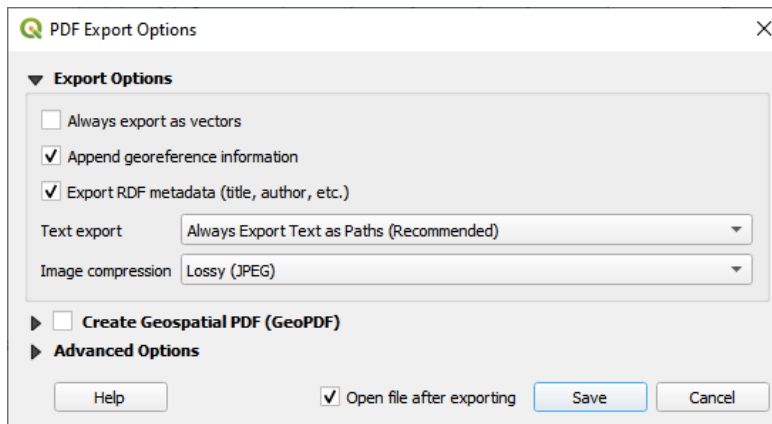 PDF Export Options
Export Options
Always export as vectors
Append georeference information
Export RDF metadata (title, author, etc.)
Text export Always Export Text as Paths (Recommended)
Image compression Lossy (JPEG)
Create Geospatial PDF (GeoPDF)
Advanced Options
Help Open file after exporting Save Cancel